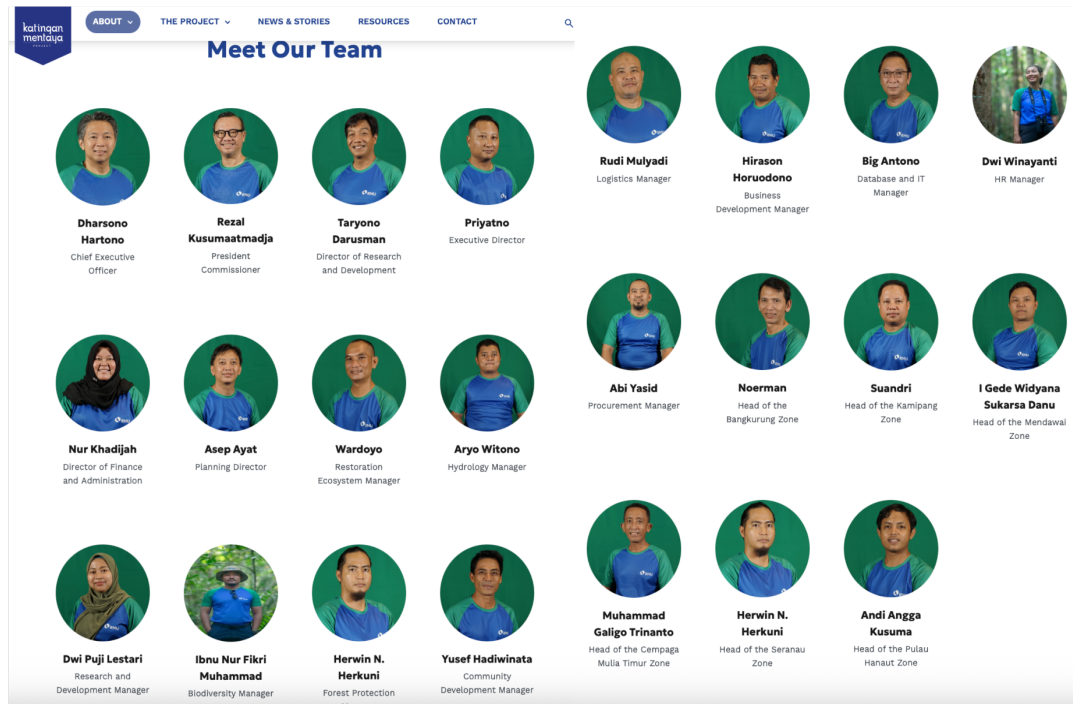 katingan
mentaya
PROJECT
ABOUT
THE PROJECT
NEWS & STORIES
RESOURCES
CONTACT
Meet Our Team
Dharsono
Hartono
Chief Executive
Officer
Rezal
Kusumaatmadja
President
Commissioner
Taryono
Darusman
Director of Research
and Development
Priyatno
Executive Director
Nur Khadijah
Director of Finance
and Administration
Asep Ayat
Planning Director
Wardoyo
Restoration
Ecosystem Manager
Aryo Witono
Hydrology Manager
Dwi Puji Lestari
Research and
Development Manager
Ibnu Nur Fikri
Muhammad
Biodiversity Manager
Herwin N.
Herkuni
Forest Protection
Yusef Hadiwinata
Community
Development Manager
Rudi Mulyadi
Logistics Manager
Hirason
Horuodono
Business
Development Manager
Big Antono
Database and IT
Manager
Dwi Winayanti
HR Manager
Abi Yasid
Procurement Manager
Noerman
Head of the
Bangkurung Zone
Suandri
Head of the Kamipang
Zone
I Gede Widyana
Sukarsa Danu
Head of the Mendawai
Zone
Muhammad
Galigo Trinanto
Head of the Cempaga
Mulia Timur Zone
Herwin N.
Herkuni
Head of the Seranau
Zone
Andi Angga
Kusuma
Head of the Pulau
Hanaut Zone